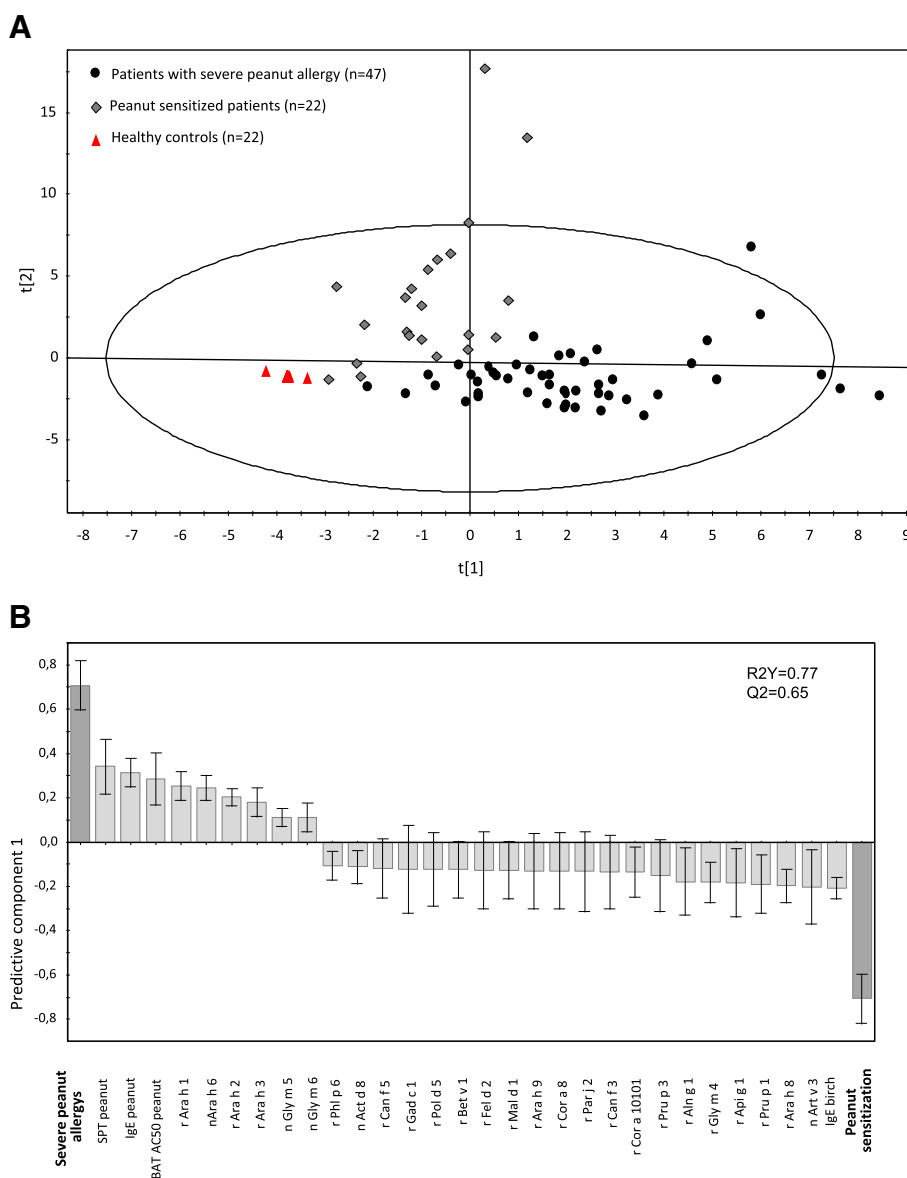 A
Patients with severe peanut allergy (n=47)
Peanut sensitized patients (n=22)
Healthy controls (n=22)
15
10
5
0
-5
t[2]
-8 -7 -6 -5 -4 -3 -2 -1 0 1 2 3 4 5 6 7 8 9
t[1]
B
R2Y=0.77
Q2=0.65
0,8
0,6
0,4
0,2
0,0
-0,2
-0,4
-0,6
-0,8
Predictive component 1
Severe peanut
allergys
SPT peanut
IgE peanut
BAT AC50 peanut
r Ara h 1
nAra h 6
r Ara h 2
r Ara h 3
n Gly m 5
n Gly m 6
r Phl p 6
n Act d 8
r Can f 5
r Gad c 1
r Pol d 5
r Bet v 1
r Fel d 2
r Mal d 1
r Ara h 9
r Cor a 8
r Par j 2
r Can f 3
r Cor a 10101
r Pru p 3
r Aln g 1
r Gly m 4
r Api g 1
r Pru p 1
r Ara h 8
n Art v 3
IgE birch
Peanut
sensitization